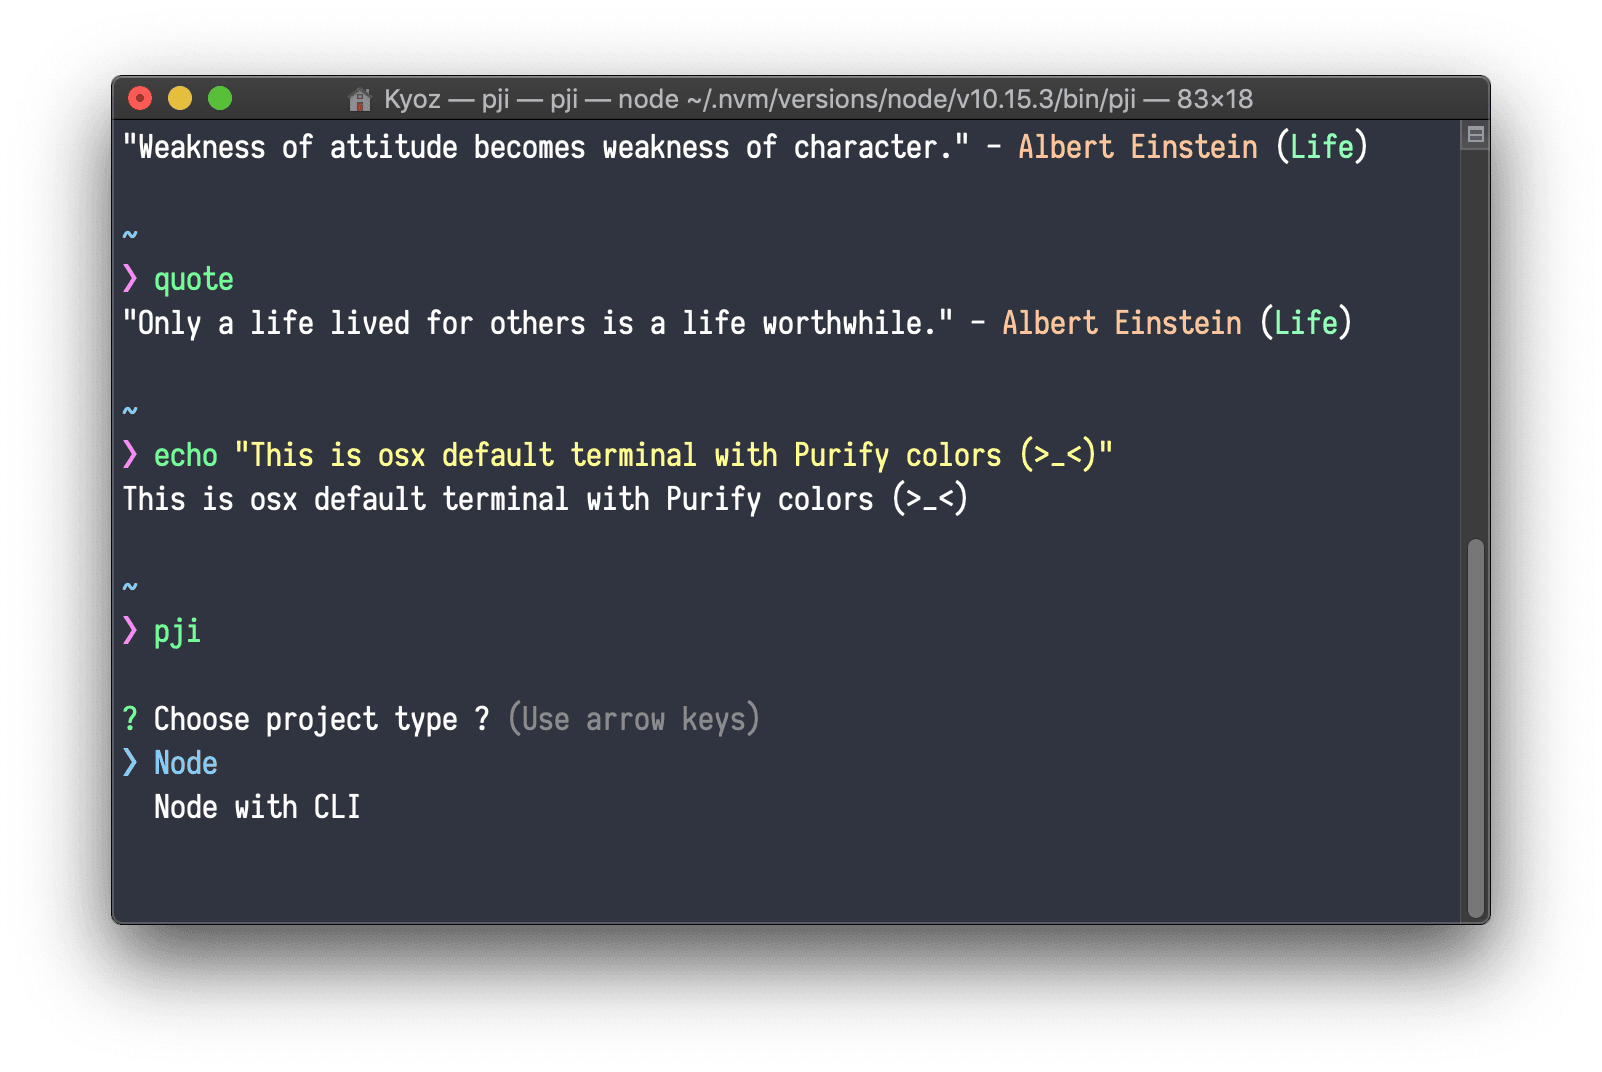 Kyoz — pji — pji — node ~/.nvm/versions/node/v10.15.3/bin/pji — 83×18
"Weakness of attitude becomes weakness of character." - Albert Einstein (Life)
~
❯ quote
"Only a life lived for others is a life worthwhile." - Albert Einstein (Life)
~
❯ echo "This is osx default terminal with Purify colors (>_<)"
This is osx default terminal with Purify colors (>_<)
~
❯ pji
? Choose project type ? (Use arrow keys)
❯ Node
Node with CLI